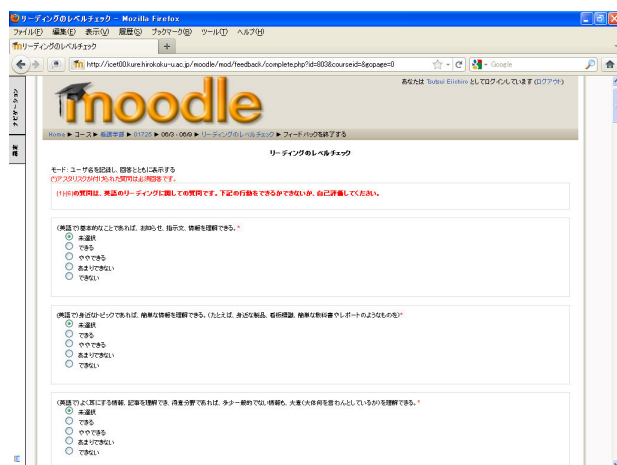 リーディングのレベルチェック - Mozilla Firefox
ファイル(F) 編集(E) 表示(V) 履歴(S) ブックマーク(B) ツール(T) ヘルプ(H)
リーディングのレベルチェック
http://icet00.kurehirokoku-u.ac.jp/moodle/mod/feedback/complete.php?id=803&courseid=&gopage=0
Google
あなたは Tsutsui Eiichiro としてログインしています (ログアウト)
moodle
Home ► コース ► 看護学部 ► 01725 ► 06/3 - 06/9 ► リーディングのレベルチェック ► フィードバックを終了する
リーディングのレベルチェック
モード: ユーザ名を記録し、回答とともに表示する
(*)アスタリスクが付けられた質問は必須回答です。
(1)-(6)の質問は、英語のリーディングに関しての質問です。下記の行動をできるかできないか、自己評価してください。
(英語で)基本的なことであれば、お知らせ、指示文、情報を理解できる。*
未選択
できる
ややできる
あまりできない
できない
(英語で)身近なトピックであれば、簡単な情報を理解できる。(たとえば、身近な製品、看板標識、簡単な教科書やレポートのようなものを)*
未選択
できる
ややできる
あまりできない
できない
(英語で)よく耳にする情報、記事を理解でき、得意分野であれば、多少一般的でない情報も、大意(大体何を言わんとしているか)を理解できる。*
未選択
できる
ややできる
あまりできない
できない